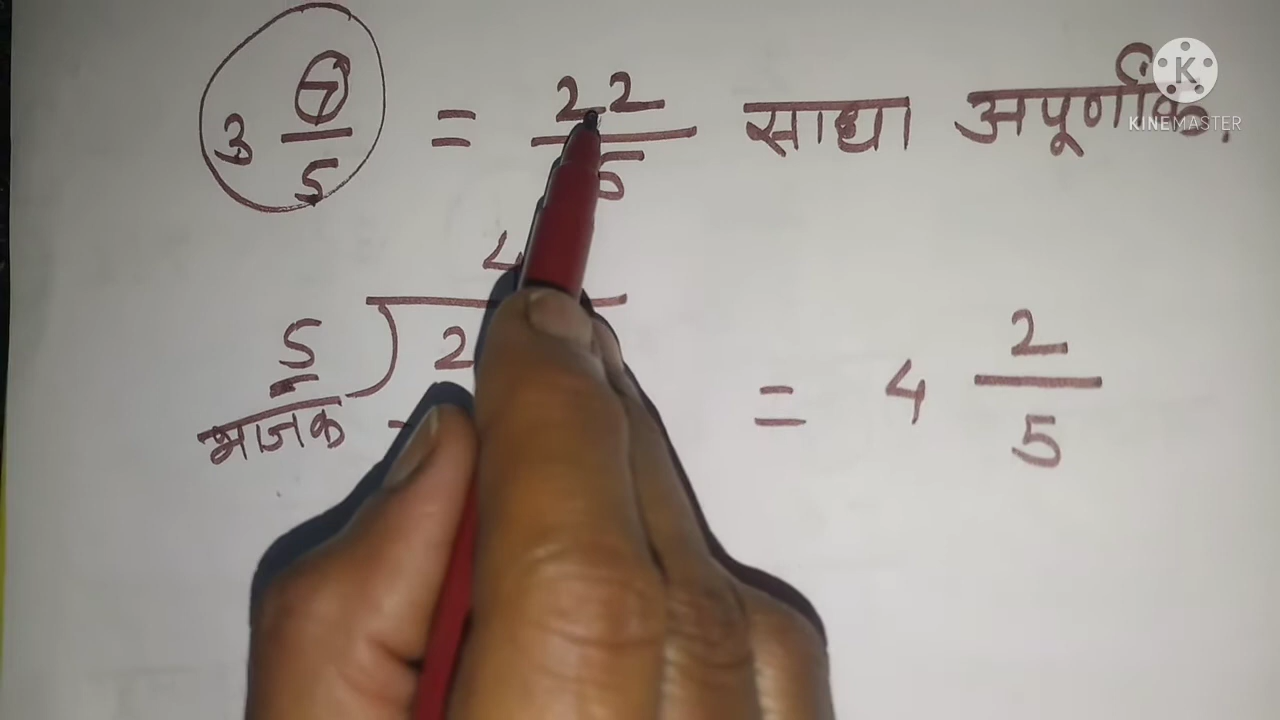 3 7/5 = 22/5 साधा अपूर्णांक.
4
5 ) 2
भाजक -
= 4 2/5
K
KINEMASTER